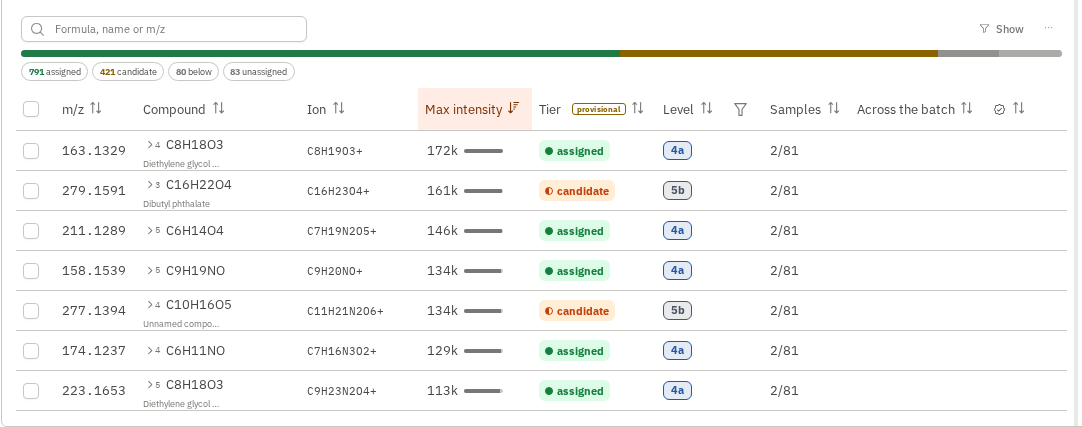 Formula, name or m/z
Show ...
791 assigned 421 candidate 80 below 83 unassigned
m/z Compound Ion Max intensity Tier provisional Level Samples Across the batch
163.1329 4 C8H18O3 C8H19O3+ 172k assigned 4a 2/81
Diethylene glycol ...
279.1591 3 C16H22O4 C16H23O4+ 161k candidate 5b 2/81
Dibutyl phthalate
211.1289 5 C6H14O4 C7H19N2O5+ 146k assigned 4a 2/81
158.1539 5 C9H19NO C9H20NO+ 134k assigned 4a 2/81
277.1394 4 C10H16O5 C11H21N2O6+ 134k candidate 5b 2/81
Unnamed compo...
174.1237 4 C6H11NO C7H16N3O2+ 129k assigned 4a 2/81
223.1653 5 C8H18O3 C9H23N2O4+ 113k assigned 4a 2/81
Diethylene glycol ...